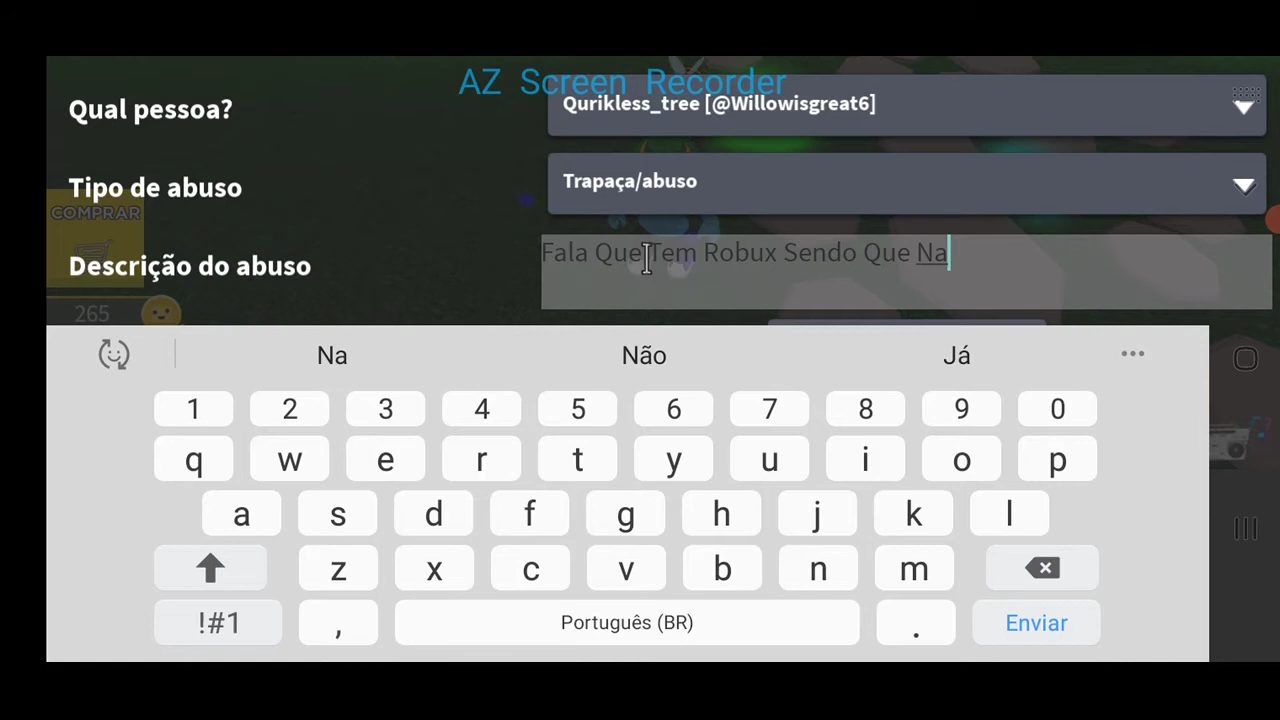 AZ Screen Recorder
Qual pessoa?
Qurikless_tree [@Willowisgreat6]
Tipo de abuso
Trapaça/abuso
COMPRAR
Descrição do abuso
Fala Que Tem Robux Sendo Que Na
265
Na Não Já
1 2 3 4 5 6 7 8 9 0
q w e r t y u i o p
a s d f g h j k l
z x c v b n m
!#1 , Português (BR) . Enviar